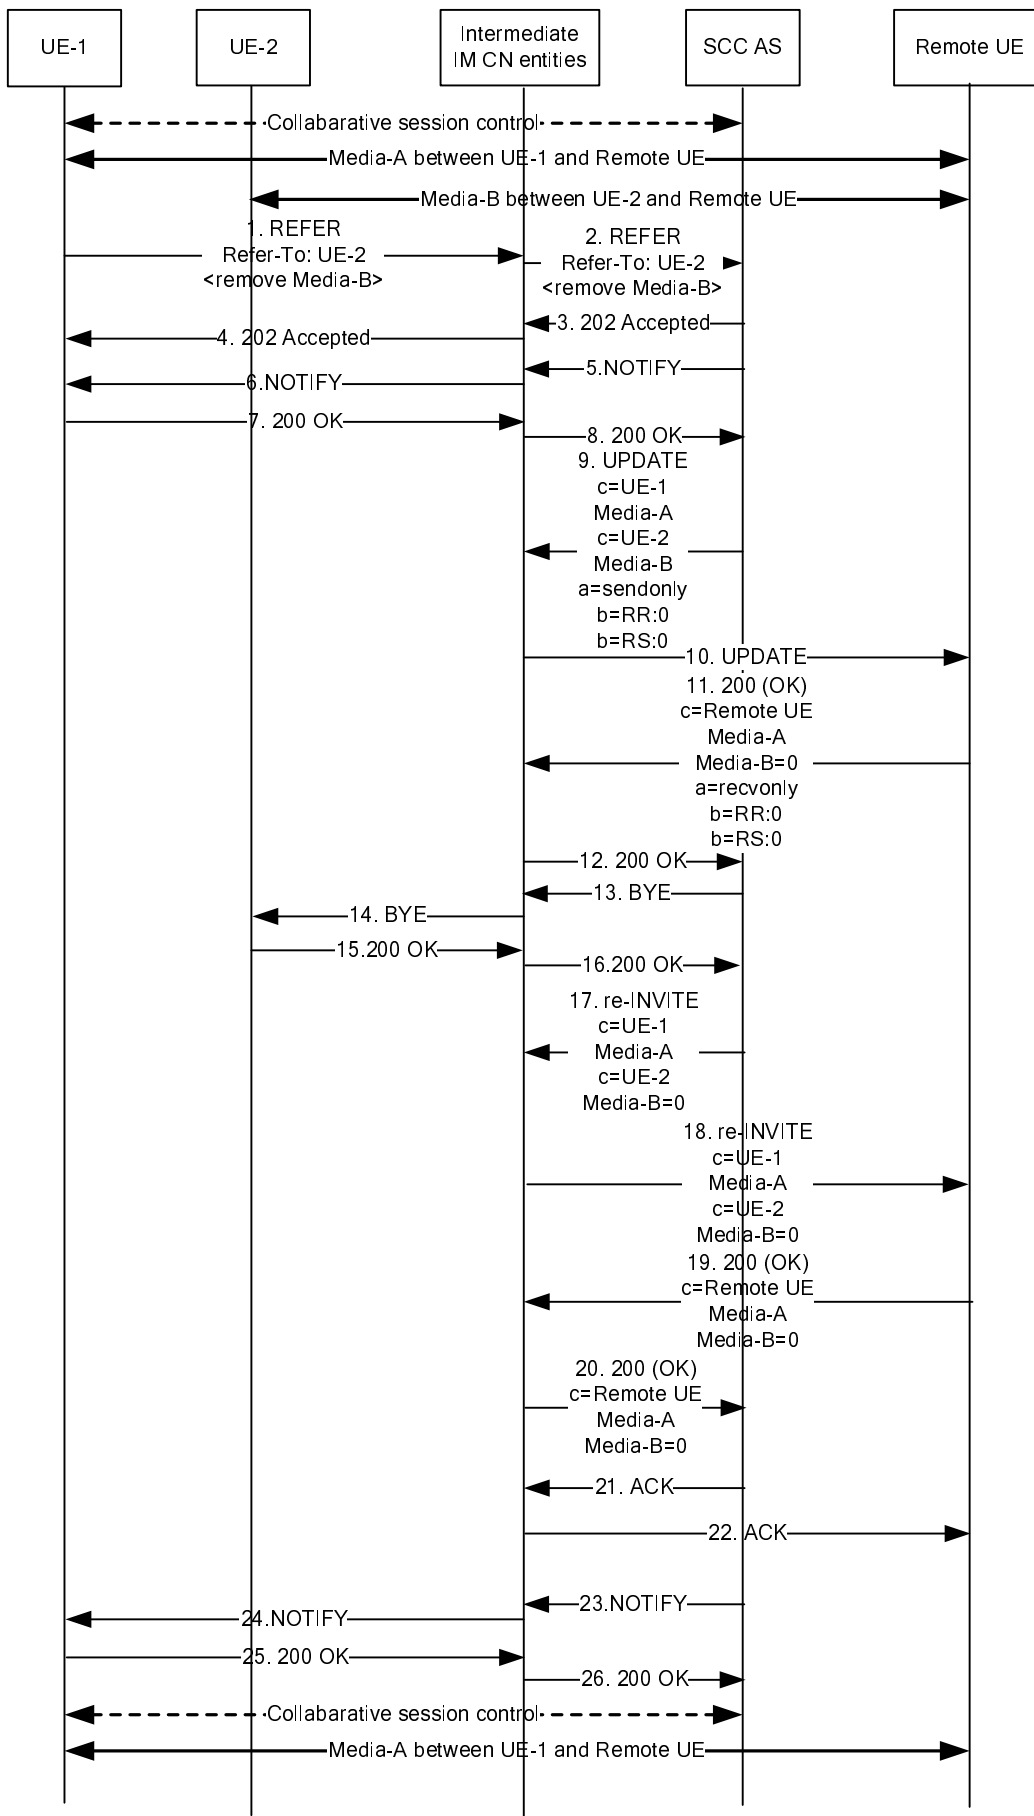 UE-1
UE-2
Intermediate
IM CN entities
SCC AS
Remote UE
Collabarative session control
Media-A between UE-1 and Remote UE
Media-B between UE-2 and Remote UE
1. REFER
Refer-To: UE-2
<remove Media-B>
2. REFER
Refer-To: UE-2
<remove Media-B>
3. 202 Accepted
4. 202 Accepted
5.NOTIFY
6.NOTIFY
7. 200 OK
8. 200 OK
9. UPDATE
c=UE-1
Media-A
c=UE-2
Media-B
a=sendonly
b=RR:0
b=RS:0
10. UPDATE
11. 200 (OK)
c=Remote UE
Media-A
Media-B=0
a=recvonly
b=RR:0
b=RS:0
12. 200 OK
13. BYE
14. BYE
15.200 OK
16.200 OK
17. re-INVITE
c=UE-1
Media-A
c=UE-2
Media-B=0
18. re-INVITE
c=UE-1
Media-A
c=UE-2
Media-B=0
19. 200 (OK)
c=Remote UE
Media-A
Media-B=0
20. 200 (OK)
c=Remote UE
Media-A
Media-B=0
21. ACK
22. ACK
23.NOTIFY
24.NOTIFY
25. 200 OK
26. 200 OK
Collabarative session control
Media-A between UE-1 and Remote UE